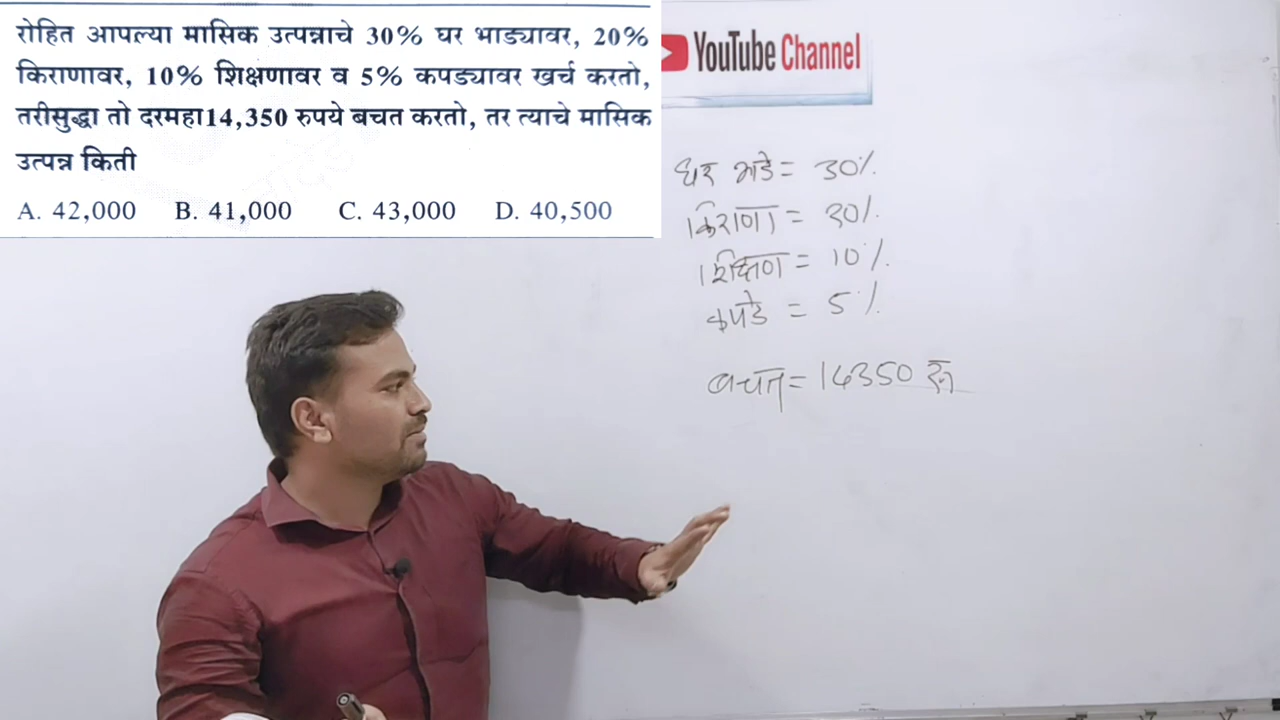 रोहित आपल्या मासिक उत्पन्नाचे 30% घर भाड्यावर, 20%
किराणावर, 10% शिक्षणावर व 5% कपड्यावर खर्च करतो,
तरीसुद्धा तो दरमहा14,350 रुपये बचत करतो, तर त्याचे मासिक
उत्पन्न किती
A. 42,000 B. 41,000 C. 43,000 D. 40,500
YouTube Channel
घर भाडे = 30%.
किराणा = 20%.
शिक्षण = 10%.
कपडे = 5%.
बचत = 14350 रु